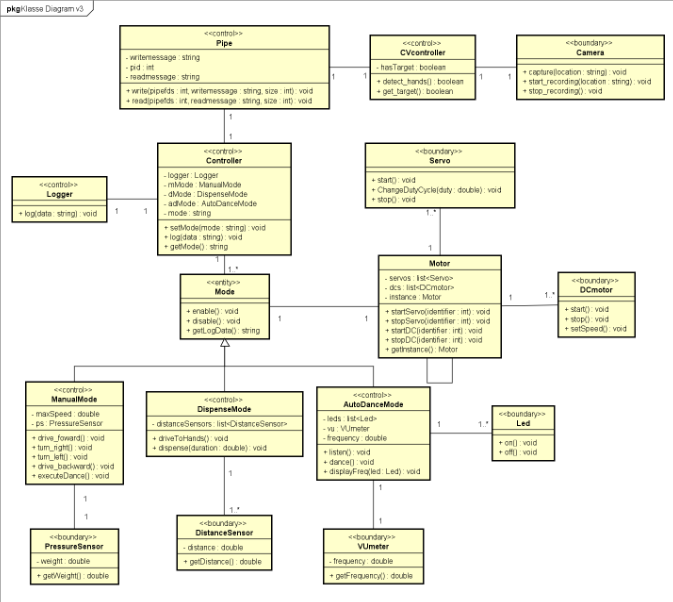 pkg Klasse Diagram v3
<<control>>
Pipe
- writemessage : string
- pid : int
- readmessage : string
+ write(pipefds : int, writemessage : string, size : int) : void
+ read(pipefds : int, readmessage : string, size : int) : void
1
1
<<control>>
CVcontroller
- hasTarget : boolean
+ detect_hands() : boolean
+ get_target() : boolean
1
1
<<boundary>>
Camera
+ capture(location : string) : void
+ start_recording(location : string) : void
+ stop_recording() : void
1
1
<<control>>
Controller
- logger : Logger
- mMode : ManualMode
- dMode : DispenseMode
- adMode : AutoDanceMode
- mode : string
+ setMode(mode : string) : void
+ log(data : string) : void
+ getMode() : string
<<control>>
Logger
+ log(data : string) : void
1
1
<<boundary>>
Servo
+ start() : void
+ ChangeDutyCycle(duty : double) : void
+ stop() : void
1..*
1
1
1..*
<<entity>>
Mode
+ enable() : void
+ disable() : void
+ getLogData() : string
1
1
Motor
- servos : list<Servo>
- dcs : list<DCmotor>
- instance : Motor
+ startServo(identifier : int) : void
+ stopServo(identifier : int) : void
+ startDC(identifier : int) : void
+ stopDC(identifier : int) : void
+ getInstance() : Motor
1
1..*
<<boundary>>
DCmotor
+ start() : void
+ stop() : void
+ setSpeed() : void
<<control>>
ManualMode
- maxSpeed : double
- ps : PressureSensor
+ drive_foward() : void
+ turn_right() : void
+ turn_left() : void
+ drive_backward() : void
+ executeDance() : void
<<control>>
DispenseMode
- distanceSensors : list<DistanceSensor>
+ driveToHands() : void
+ dispense(duration : double) : void
<<control>>
AutoDanceMode
- leds : list<Led>
- vu : VUmeter
- frequency : double
+ listen() : void
+ dance() : void
+ displayFreq(led : Led) : void
1
1..*
<<boundary>>
Led
+ on() : void
+ off() : void
1
1
<<boundary>>
PressureSensor
- weight : double
+ getWeight() : double
1
1..*
<<boundary>>
DistanceSensor
- distance : double
+ getDistance() : double
1
1
<<boundary>>
VUmeter
- frequency : double
+ getFrequency() : double